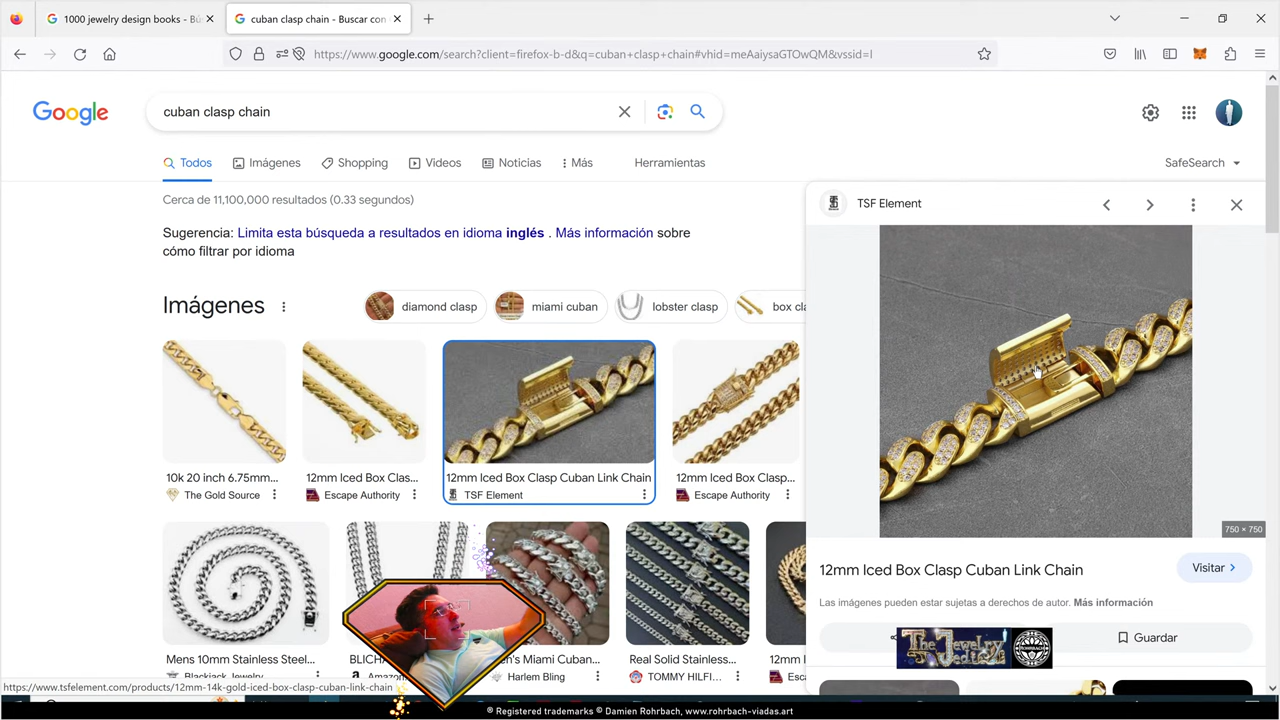 1000 jewelry design books - Bú
cuban clasp chain - Buscar con
https://www.google.com/search?client=firefox-b-d&q=cuban+clasp+chain#vhid=meAaiysaGTOwQM&vssid=l
Google
cuban clasp chain
Todos
Imágenes
Shopping
Videos
Noticias
Más
Herramientas
SafeSearch
Cerca de 11,100,000 resultados (0.33 segundos)
Sugerencia: Limita esta búsqueda a resultados en idioma inglés . Más información sobre
cómo filtrar por idioma
Imágenes
diamond clasp
miami cuban
lobster clasp
box cla
10k 20 inch 6.75mm...
The Gold Source
12mm Iced Box Clas...
Escape Authority
12mm Iced Box Clasp Cuban Link Chain
TSF Element
12mm Iced Box Clasp...
Escape Authority
Mens 10mm Stainless Steel...
Blackjack Jewelry
BLICHA
Amazon
Men's Miami Cuban...
Harlem Bling
Real Solid Stainless...
TOMMY HILFI...
12mm I
Escape
TSF Element
750 × 750
12mm Iced Box Clasp Cuban Link Chain
Visitar
Las imágenes pueden estar sujetas a derechos de autor. Más información
Guardar
The Jewelry
ROHRBACH
https://www.tsfelement.com/products/12mm-14k-gold-iced-box-clasp-cuban-link-chain
® Registered trademarks © Damien Rohrbach, www.rohrbach-viadas.art